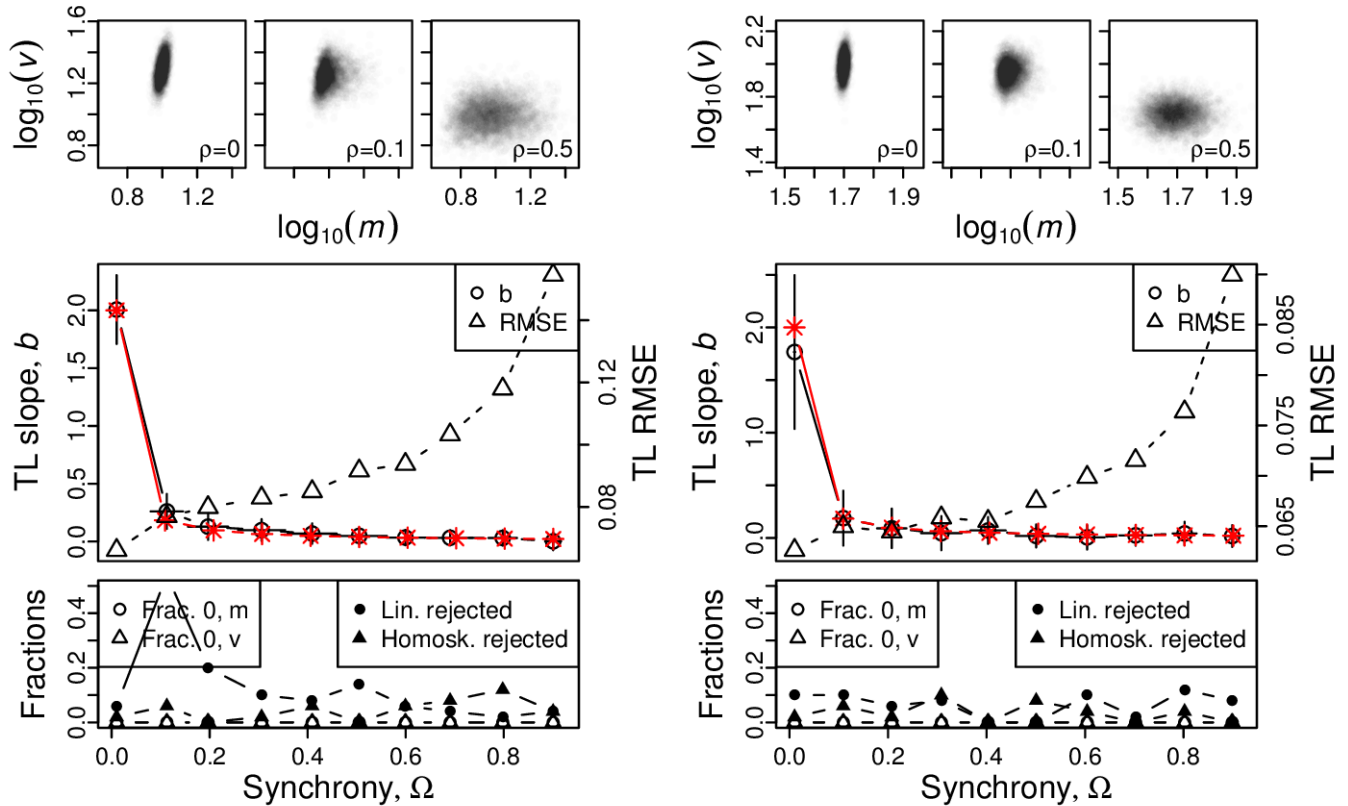 log10(v)
0.8 1.2 1.6
ρ=0
ρ=0.1
ρ=0.5
0.8 1.2
0.8 1.2
log10(m)
log10(v)
1.4 1.8 2.2
ρ=0
ρ=0.1
ρ=0.5
1.5 1.7 1.9
1.5 1.7 1.9
log10(m)
TL slope, b
0.0 0.5 1.0 2.0
b
RMSE
0.08 0.12
TL RMSE
TL slope, b
0.0 1.0 2.0
b
RMSE
0.065 0.075 0.085
TL RMSE
Fractions
0.0 0.2 0.4
Frac. 0, m
Frac. 0, v
Lin. rejected
Homosk. rejected
0.0 0.2 0.4 0.6 0.8
Synchrony, Ω
Fractions
0.0 0.2 0.4
Frac. 0, m
Frac. 0, v
Lin. rejected
Homosk. rejected
0.0 0.2 0.4 0.6 0.8
Synchrony, Ω